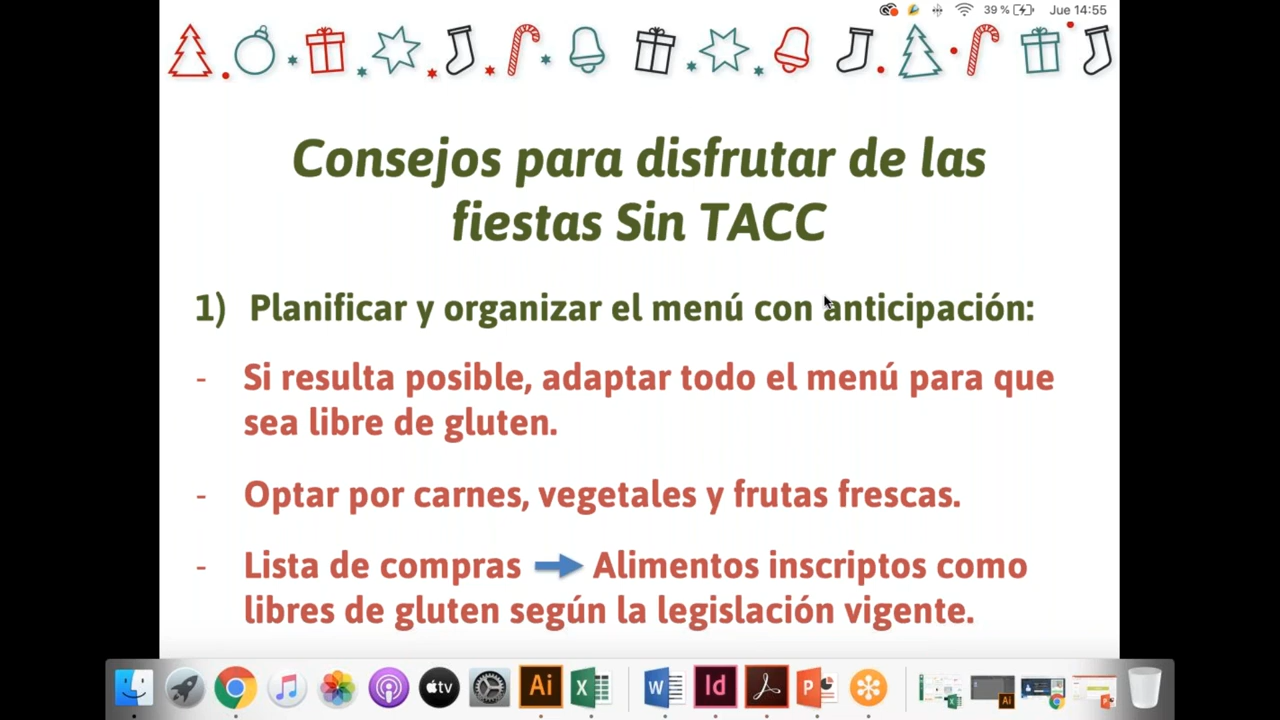 39 % Jue 14:55
Consejos para disfrutar de las
fiestas Sin TACC
1) Planificar y organizar el menú con anticipación:
- Si resulta posible, adaptar todo el menú para que
sea libre de gluten.
- Optar por carnes, vegetales y frutas frescas.
- Lista de compras Alimentos inscriptos como
libres de gluten según la legislación vigente.
tv Ai X W Id P